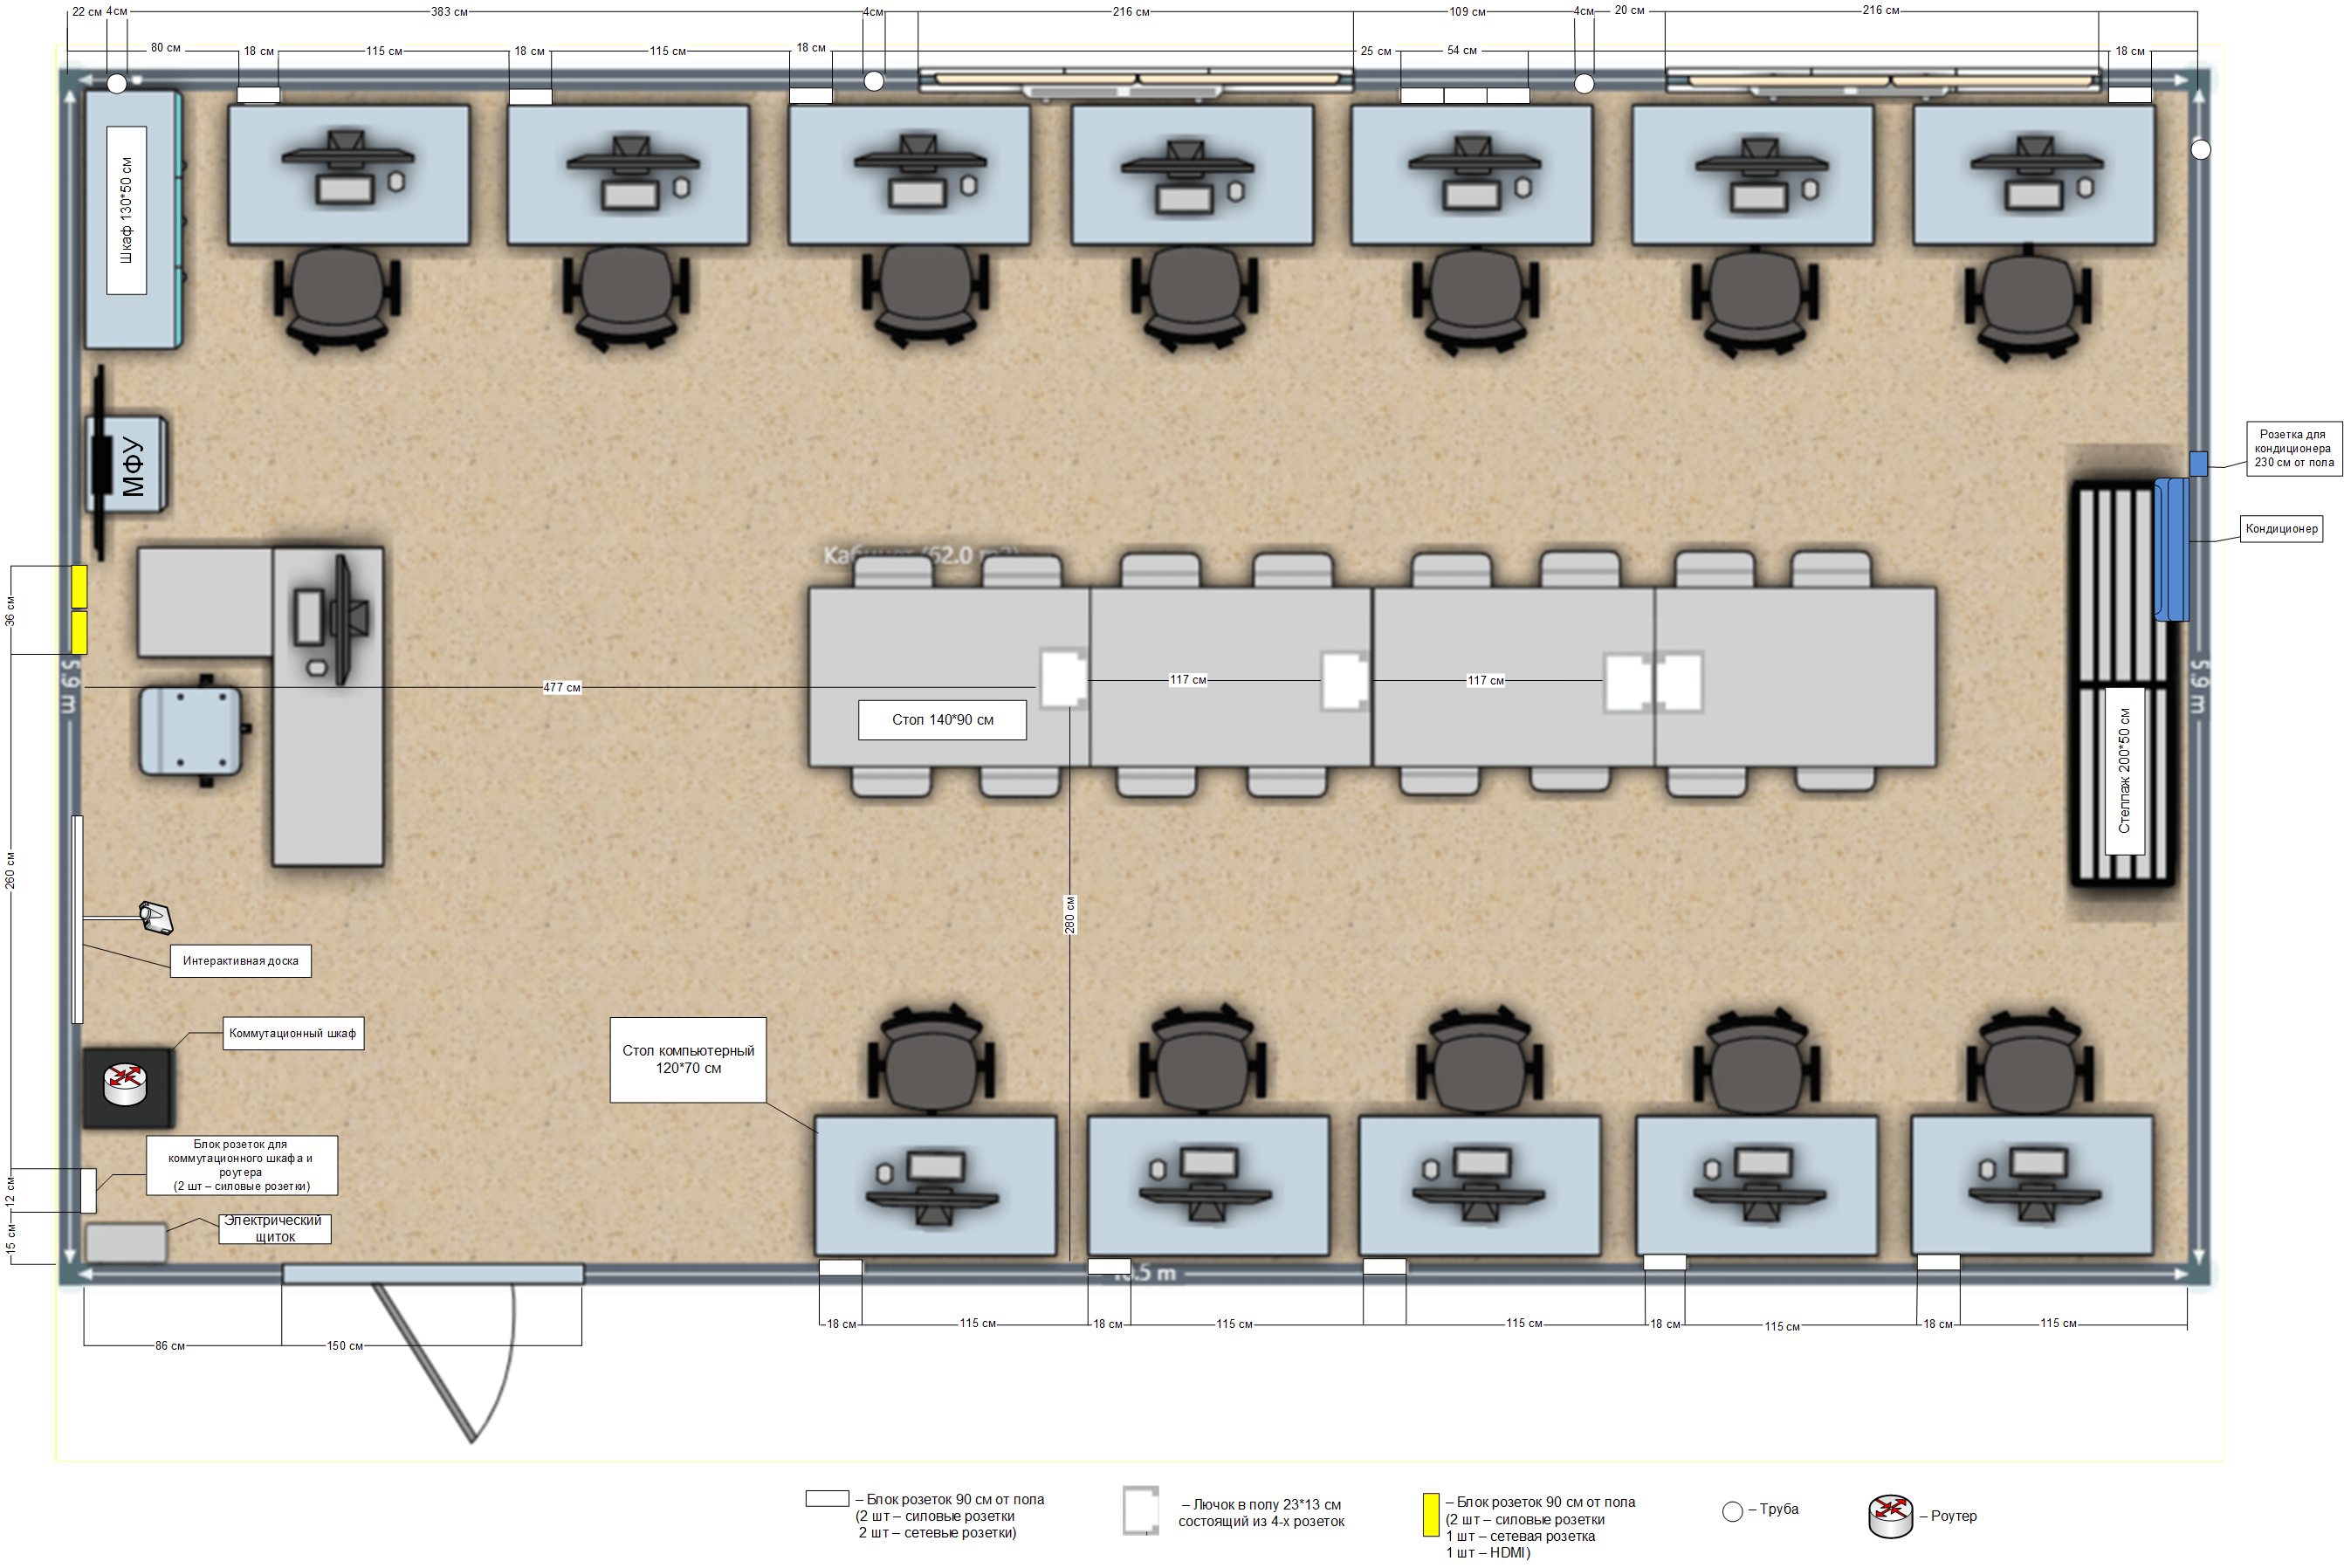 22 см
4см
383 см
4см
216 см
109 см
4см
20 см
216 см
80 см
18 см
115 см
18 см
115 см
18 см
25 см
54 см
18 см
Шкаф 130*50 см
МФУ
Розетка для
кондиционера
230 см от пола
Кондиционер
36 см
5,9 m
5,9 m
477 см
117 см
117 см
Стол 140*90 см
Стеллаж 200*50 см
260 см
280 см
Интерактивная доска
Коммутационный шкаф
Стол компьютерный
120*70 см
Блок розеток для
коммутационного шкафа и
роутера
(2 шт – силовые розетки)
12 см
Электрический
щиток
15 см
18 см
115 см
18 см
115 см
115 см
18 см
115 см
18 см
115 см
86 см
150 см
– Блок розеток 90 см от пола
(2 шт – силовые розетки
2 шт – сетевые розетки)
– Лючок в полу 23*13 см
состоящий из 4-х розеток
– Блок розеток 90 см от пола
(2 шт – силовые розетки
1 шт – сетевая розетка
1 шт – HDMI)
– Труба
– Роутер